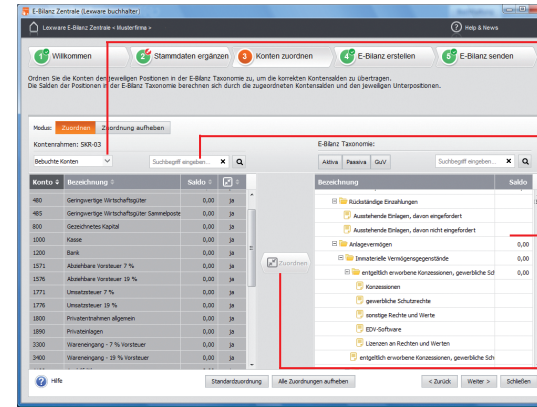 E-Bilanz Zentrale (Lexware buchhalter)
Lexware E-Bilanz Zentrale « Musterfirma »
Help & News
1 Willkommen
2 Stammdaten ergänzen
3 Konten zuordnen
4 E-Bilanz erstellen
5 E-Bilanz senden
Ordnen Sie die Konten den jeweiligen Positionen in der E-Bilanz Taxonomie zu, um die korrekten Kontensalden zu übertragen.
Die Salden der Positionen in der E-Bilanz Taxonomie berechnen sich durch die zugeordneten Kontensalden und den jeweiligen Unterpositionen.
Modus: Zuordnen Zuordnung aufheben
Kontenrahmen: SKR-03
Bebuchte Konten
Suchbegriff eingeben...
Konto Bezeichnung Saldo
480 Geringwertige Wirtschaftsgüter 0,00 ja
485 Geringwertige Wirtschaftsgüter Sammelposte 0,00 ja
800 Gezeichnetes Kapital 0,00 ja
1000 Kasse 0,00 ja
1200 Bank 0,00 ja
1571 Abziehbare Vorsteuer 7 % 0,00 ja
1576 Abziehbare Vorsteuer 19 % 0,00 ja
1771 Umsatzsteuer 7 % 0,00 ja
1776 Umsatzsteuer 19 % 0,00 ja
1800 Privatentnahmen allgemein 0,00 ja
1890 Privateinlagen 0,00 ja
3300 Wareneingang - 7 % Vorsteuer 0,00 ja
3400 Wareneingang - 19 % Vorsteuer 0,00 ja
Zuordnen
E-Bilanz Taxonomie:
Aktiva Passiva GuV
Suchbegriff eingeben...
Bezeichnung Saldo
Rückständige Einzahlungen
Ausstehende Einlagen, davon eingefordert
Ausstehende Einlagen, davon nicht eingefordert
Anlagevermögen 0,00
Immaterielle Vermögensgegenstände 0,00
entgeltlich erworbene Konzessionen, gewerbliche Sch 0,00
Konzessionen
gewerbliche Schutzrechte
sonstige Rechte und Werte
EDV-Software
Lizenzen an Rechten und Werten
entgeltlich erworbene Konzessionen, gewerbliche Sch
Hilfe
Standardzuordnung
Alle Zuordnungen aufheben
< Zurück
Weiter >
Schließen